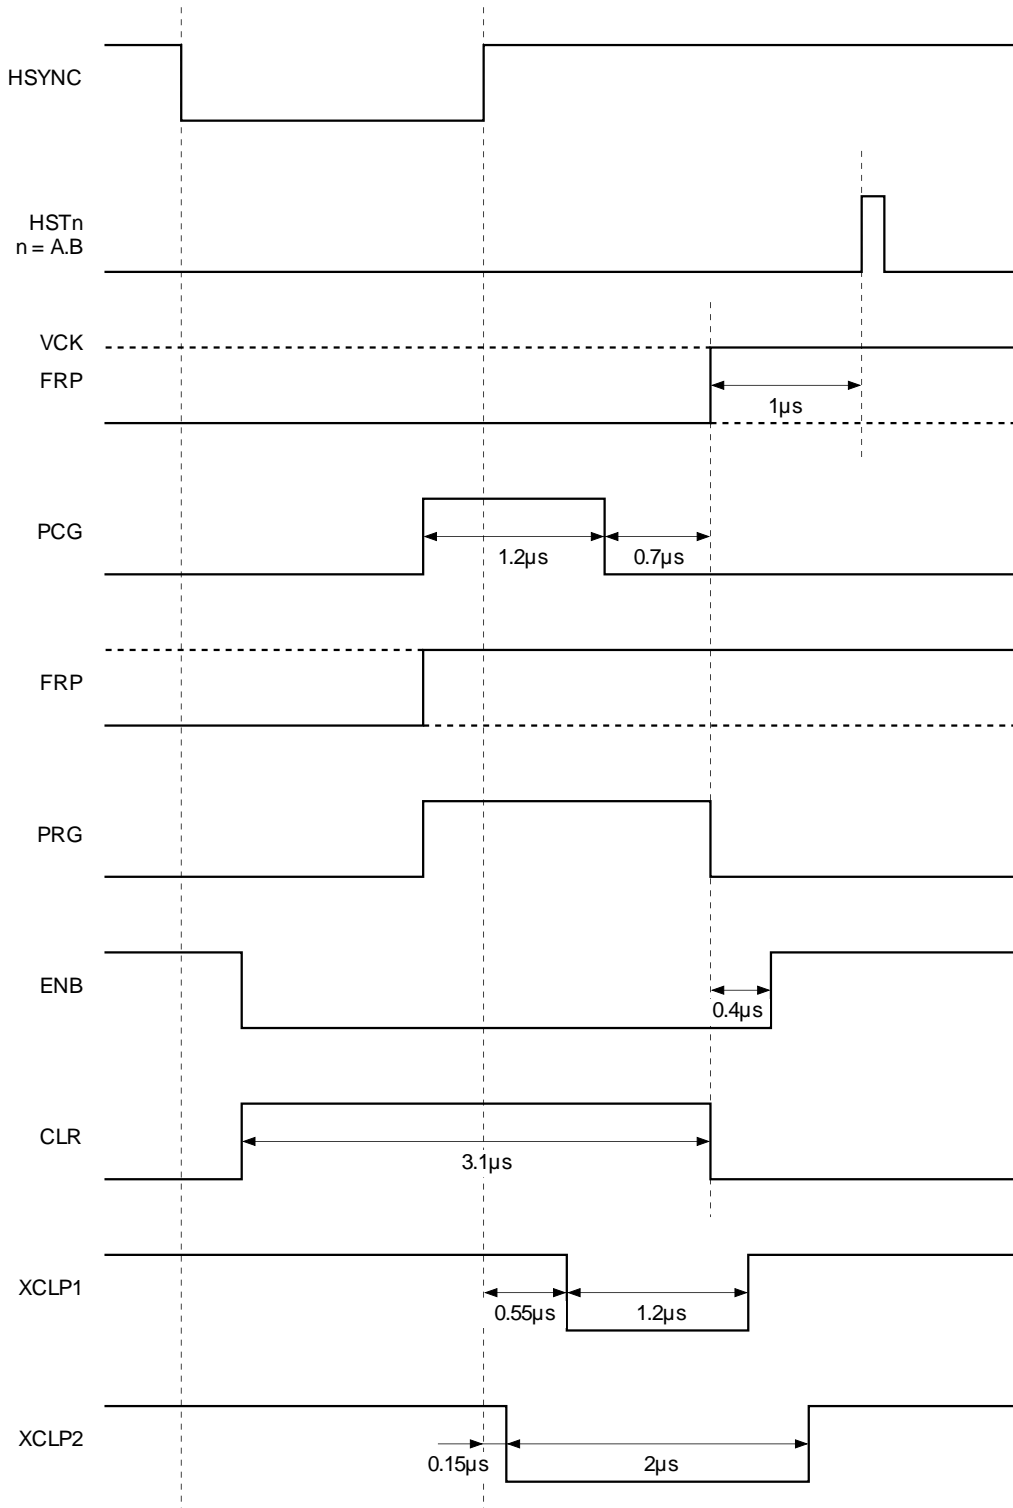 HSYNC
HSTn
n = A.B
VCK
FRP
1µs
PCG
1.2µs
0.7µs
FRP
PRG
ENB
0.4µs
CLR
3.1µs
XCLP1
0.55µs
1.2µs
XCLP2
0.15µs
2µs